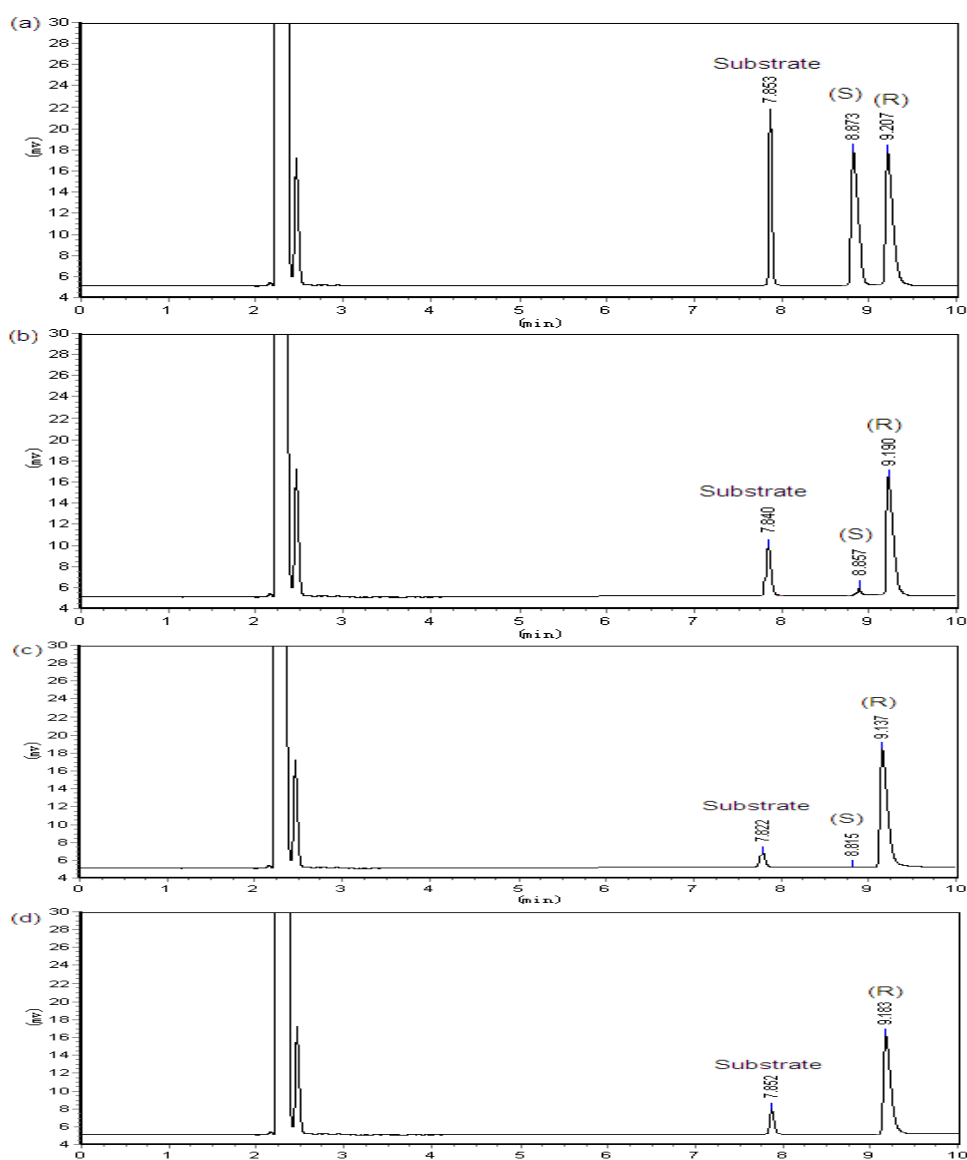 (a)
30
28
26
24
22
20
18
16
14
12
10
8
6
4
(mv)
Substrate
7.853
(S)
8.873
(R)
9.207
0 1 2 3 4 5 6 7 8 9 10
(min)
(b)
30
28
26
24
22
20
18
16
14
12
10
8
6
4
(mv)
Substrate
7.840
(S)
8.857
(R)
9.190
0 1 2 3 4 5 6 7 8 9 10
(min)
(c)
30
28
26
24
22
20
18
16
14
12
10
8
6
4
(mv)
Substrate
7.822
(S)
8.815
(R)
9.137
0 1 2 3 4 5 6 7 8 9 10
(min)
(d)
30
28
26
24
22
20
18
16
14
12
10
8
6
4
(mv)
Substrate
7.852
(R)
9.183
0 1 2 3 4 5 6 7 8 9 10